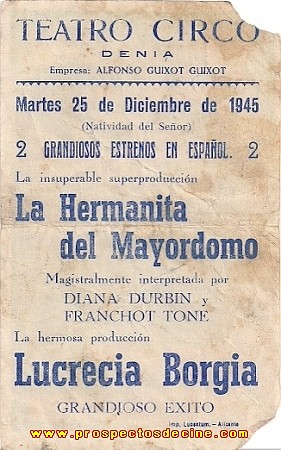 TEATRO CIRCO
DENIA
Empresa: ALFONSO GUIXOT GUIXOT
Martes 25 de Diciembre de 1945
(Natividad del Señor)
2 GRANDIOSOS ESTRENOS EN ESPAÑOL. 2
La insuperable superproducción
La Hermanita
del Mayordomo
Magistralmente interpretada por
DIANA DURBIN y
FRANCHOT TONE
La hermosa producción
Lucrecia Borgia
GRANDIOSO EXITO
Imp. Lucentum. - Alicante
www.prospectosdecine.com